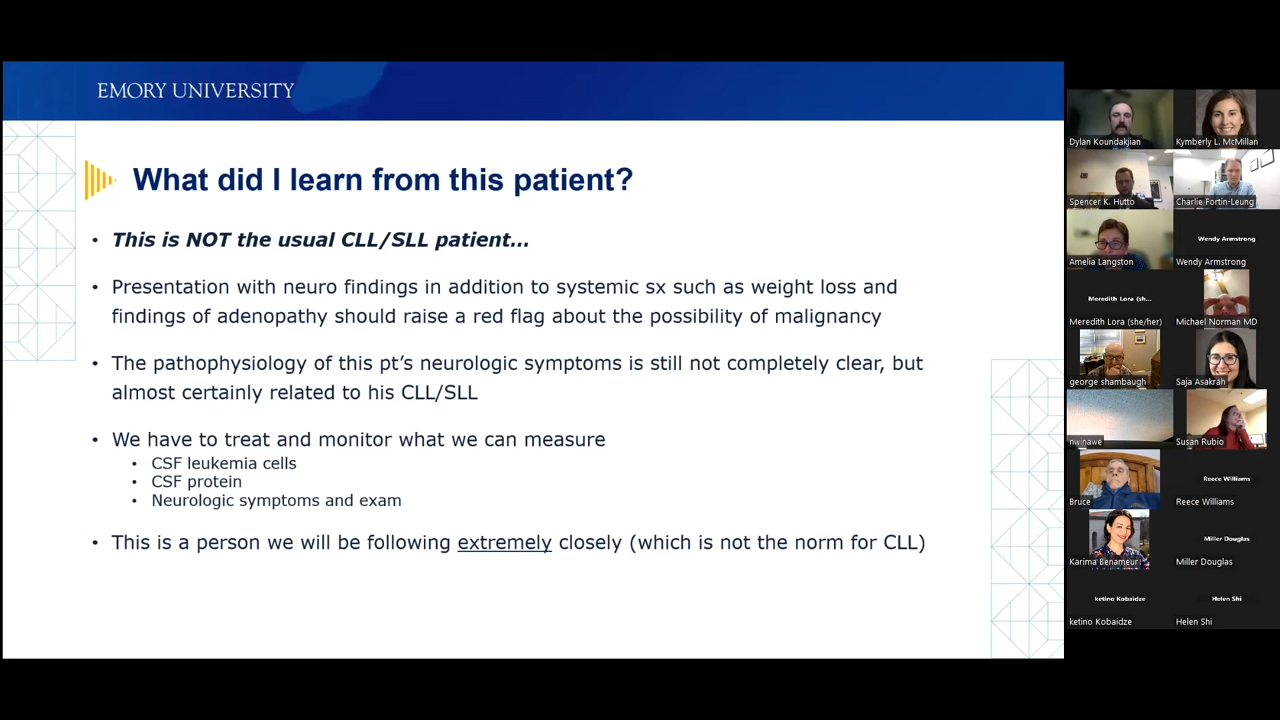 EMORY UNIVERSITY
What did I learn from this patient?
• This is NOT the usual CLL/SLL patient...
• Presentation with neuro findings in addition to systemic sx such as weight loss and
findings of adenopathy should raise a red flag about the possibility of malignancy
• The pathophysiology of this pt’s neurologic symptoms is still not completely clear, but
almost certainly related to his CLL/SLL
• We have to treat and monitor what we can measure
• CSF leukemia cells
• CSF protein
• Neurologic symptoms and exam
• This is a person we will be following extremely closely (which is not the norm for CLL)
Dylan Koundakjian
Kymberly L. McMillan
Spencer K. Hutto
Charlie Fortin-Leung
Amelia Langston
Wendy Armstrong
Wendy Armstrong
Meredith Lora (sh...
Meredith Lora (she/her)
Michael Norman MD
george shambaugh
Saja Asakrah
nwinawe
Susan Rubio
Bruce
Reece Williams
Reece Williams
Karima Benameur
Miller Douglas
Miller Douglas
ketino Kobaidze
ketino Kobaidze
Helen Shi
Helen Shi